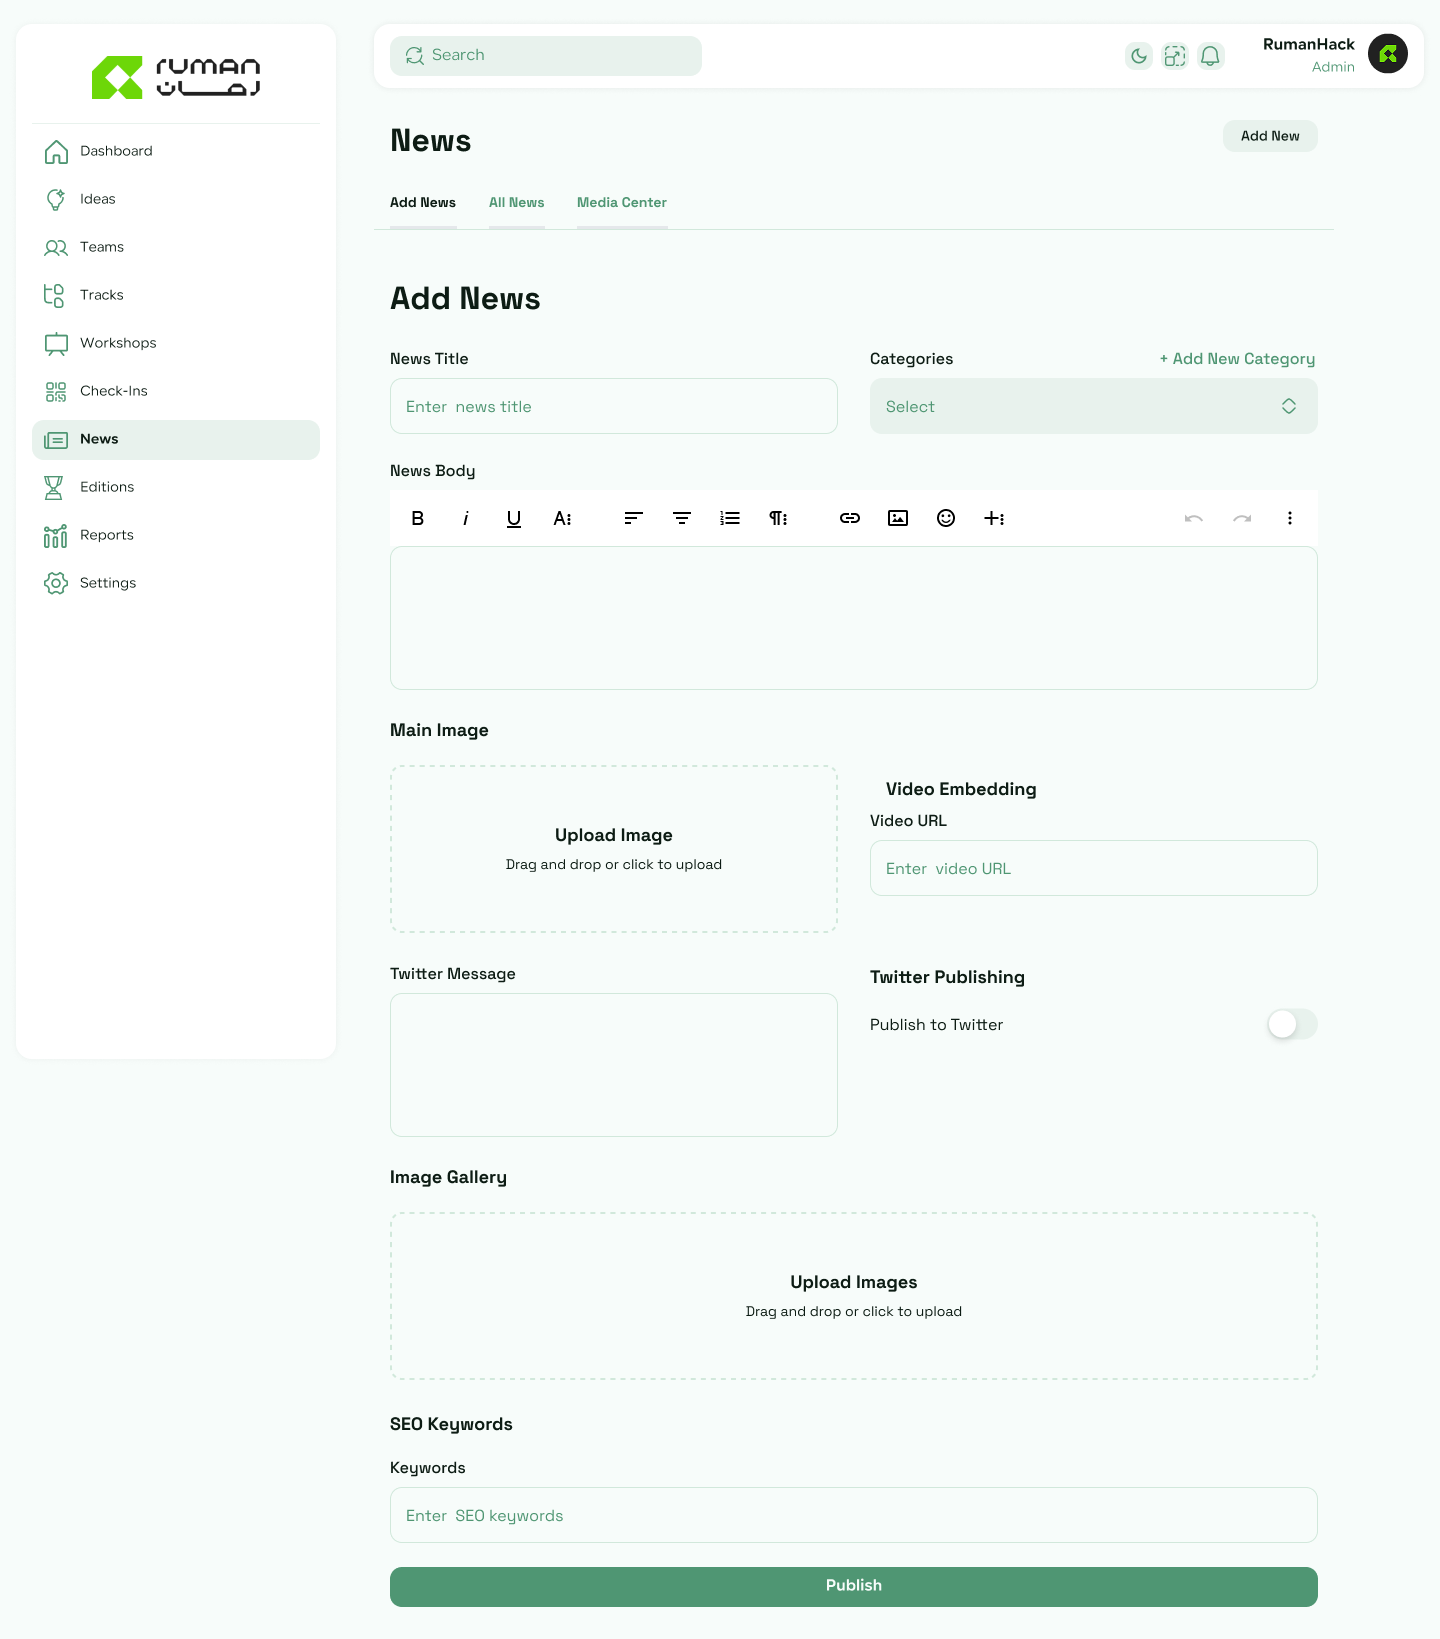 ruman
رمان
Dashboard
Ideas
Teams
Tracks
Workshops
Check-Ins
News
Editions
Reports
Settings
Search
RumanHack
Admin
News
Add New
Add News
All News
Media Center
Add News
News Title
Enter news title
Categories
+ Add New Category
Select
News Body
B i U A
Main Image
Upload Image
Drag and drop or click to upload
Video Embedding
Video URL
Enter video URL
Twitter Message
Twitter Publishing
Publish to Twitter
Image Gallery
Upload Images
Drag and drop or click to upload
SEO Keywords
Keywords
Enter SEO keywords
Publish